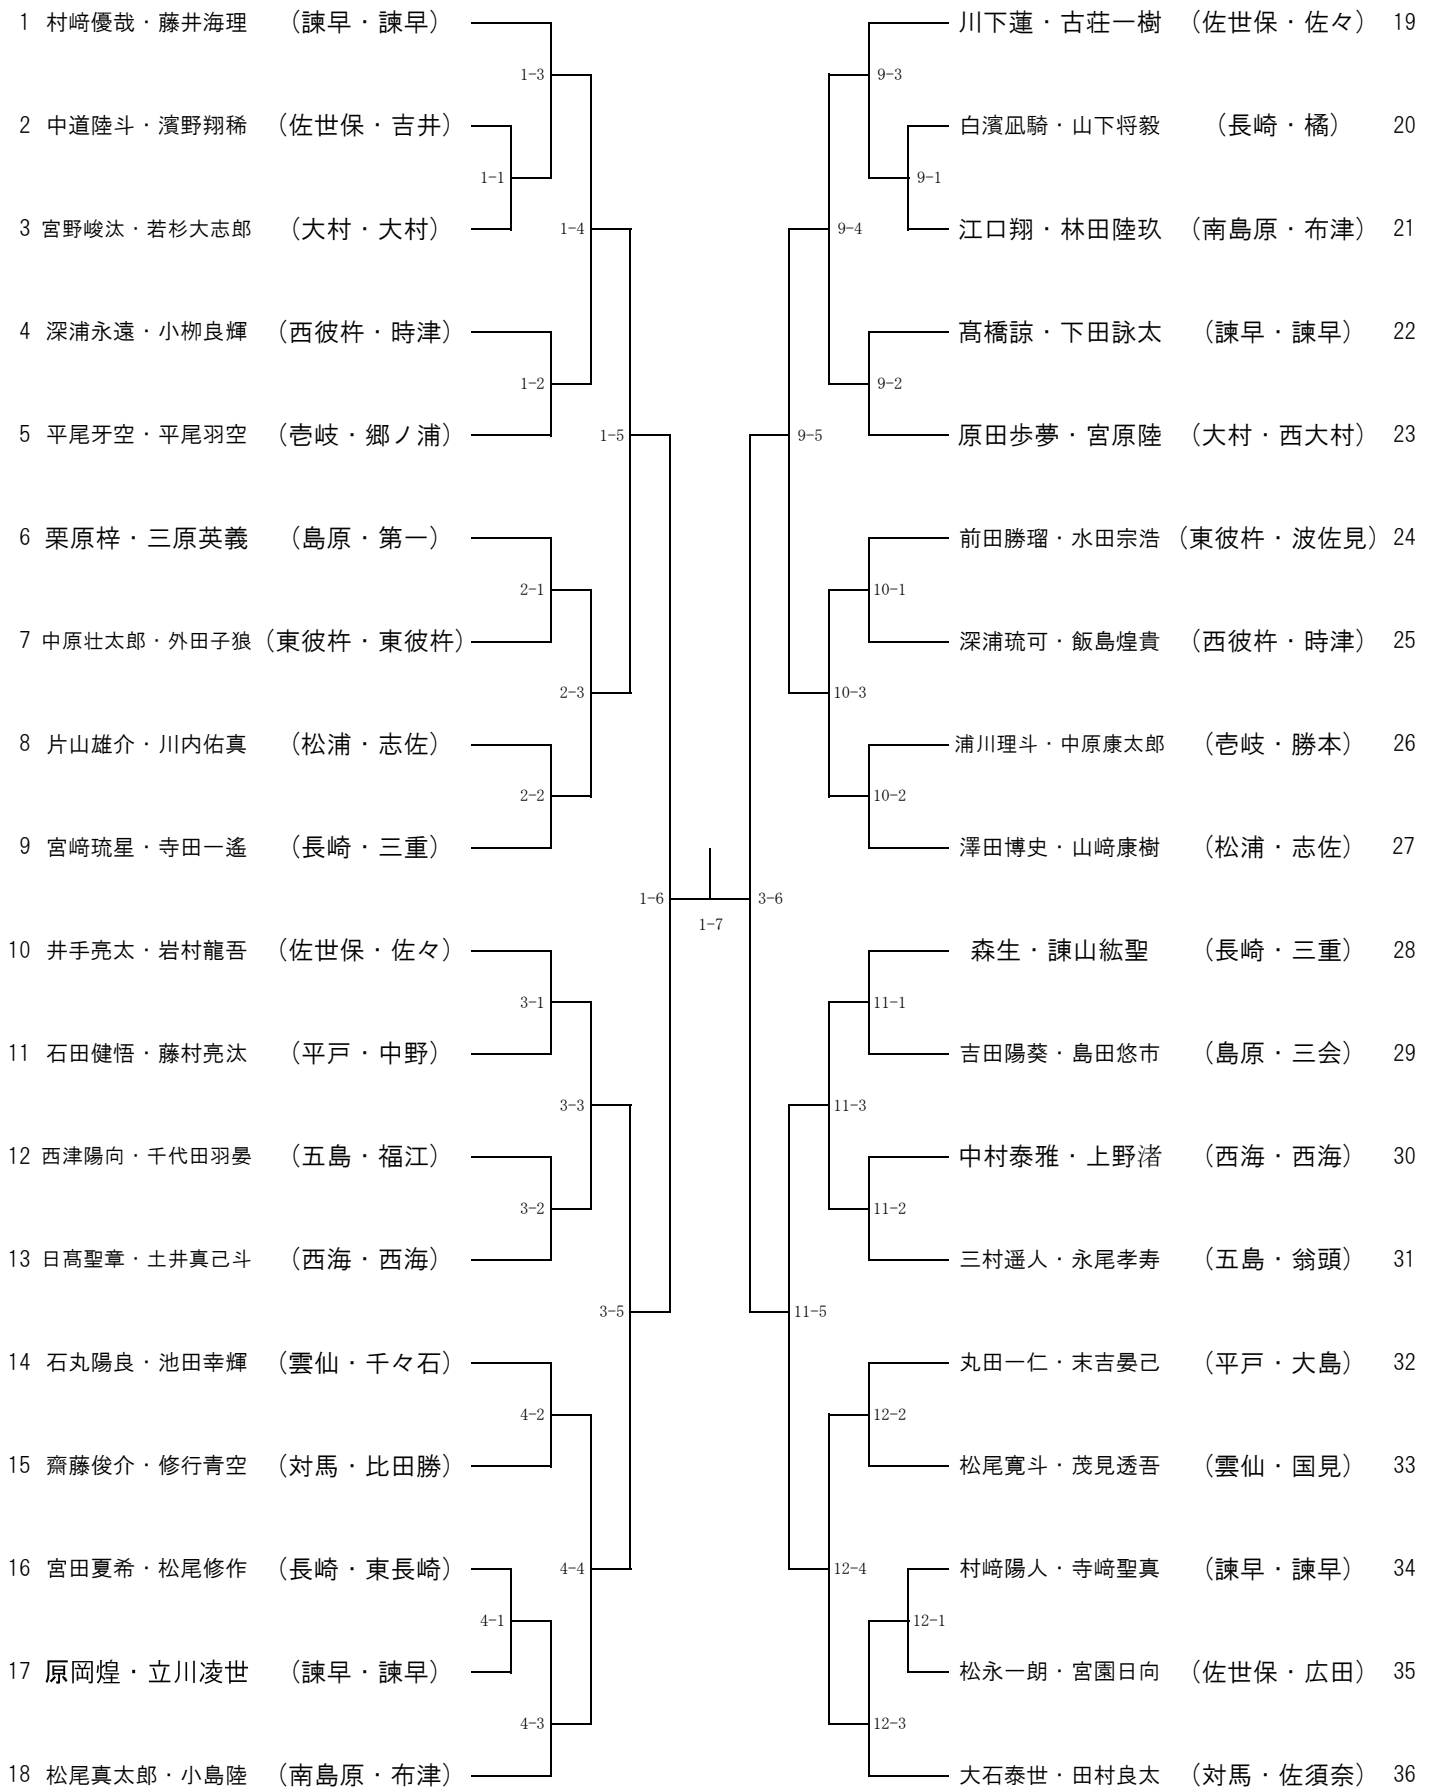 1 村﨑優哉・藤井海理 （諫早・諫早）
1-3
2 中道陸斗・濱野翔稀 （佐世保・吉井）
1-1
3 宮野峻汰・若杉大志郎 （大村・大村）
1-4
4 深浦永遠・小栁良輝 （西彼杵・時津）
1-2
5 平尾牙空・平尾羽空 （壱岐・郷ノ浦）
1-5
6 栗原梓・三原英義 （島原・第一）
2-1
7 中原壮太郎・外田子狼 （東彼杵・東彼杵）
2-3
8 片山雄介・川内佑真 （松浦・志佐）
2-2
9 宮﨑琉星・寺田一遙 （長崎・三重）
1-6
1-7
10 井手亮太・岩村龍吾 （佐世保・佐々）
3-1
11 石田健悟・藤村亮汰 （平戸・中野）
3-3
12 西津陽向・千代田羽晏 （五島・福江）
3-2
13 日髙聖章・土井真己斗 （西海・西海）
3-5
14 石丸陽良・池田幸輝 （雲仙・千々石）
4-2
15 齋藤俊介・修行青空 （対馬・比田勝）
16 宮田夏希・松尾修作 （長崎・東長崎）
4-4
4-1
17 原岡煌・立川凌世 （諫早・諫早）
4-3
18 松尾真太郎・小島陸 （南島原・布津）
川下蓮・古荘一樹 （佐世保・佐々） 19
9-3
白濱凪騎・山下将毅 （長崎・橘） 20
9-1
江口翔・林田陸玖 （南島原・布津） 21
9-4
髙橋諒・下田詠太 （諫早・諫早） 22
9-2
原田歩夢・宮原陸 （大村・西大村） 23
9-5
前田勝瑠・水田宗浩 （東彼杵・波佐見） 24
10-1
深浦琉可・飯島煌貴 （西彼杵・時津） 25
10-3
浦川理斗・中原康太郎 （壱岐・勝本） 26
10-2
澤田博史・山﨑康樹 （松浦・志佐） 27
3-6
森生・諌山紘聖 （長崎・三重） 28
11-1
吉田陽葵・島田悠市 （島原・三会） 29
11-3
中村泰雅・上野渚 （西海・西海） 30
11-2
三村遥人・永尾孝寿 （五島・翁頭） 31
11-5
丸田一仁・末吉晏己 （平戸・大島） 32
12-2
松尾寛斗・茂見透吾 （雲仙・国見） 33
12-4
村﨑陽人・寺﨑聖真 （諫早・諫早） 34
12-1
松永一朗・宮園日向 （佐世保・広田） 35
12-3
大石泰世・田村良太 （対馬・佐須奈） 36